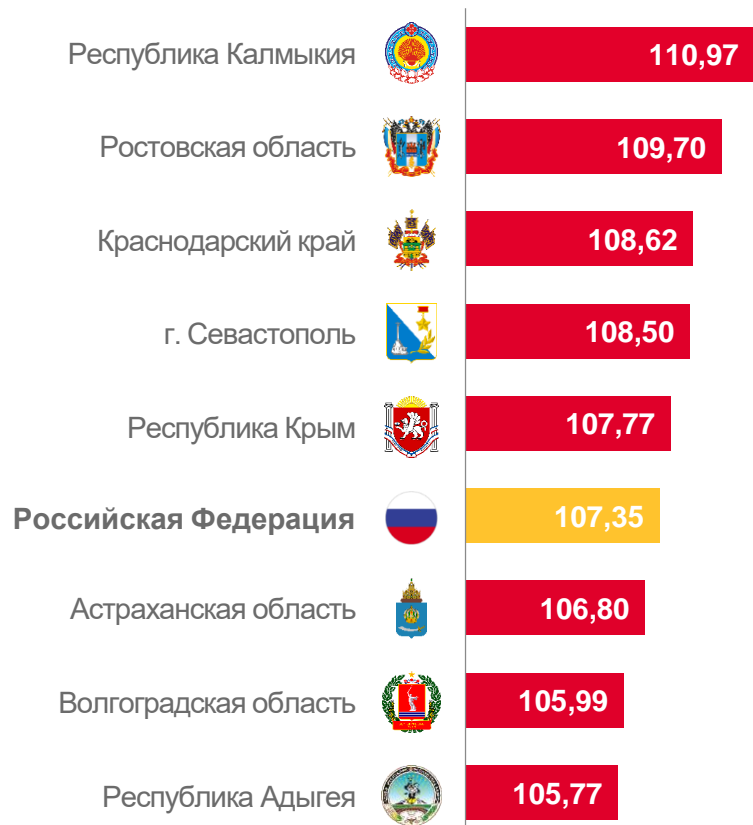 Республика Калмыкия 110,97
Ростовская область 109,70
Краснодарский край 108,62
г. Севастополь 108,50
Республика Крым 107,77
Российская Федерация 107,35
Астраханская область 106,80
Волгоградская область 105,99
Республика Адыгея 105,77